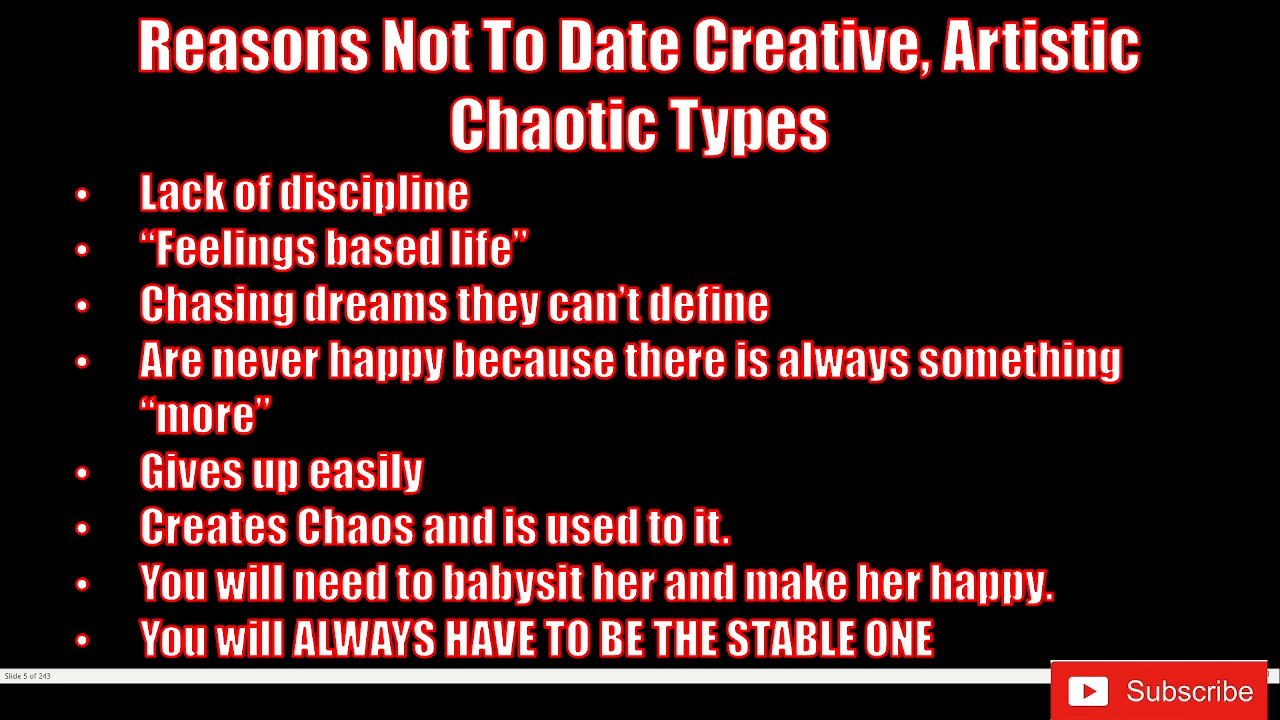 Reasons Not To Date Creative, Artistic
Chaotic Types
• Lack of discipline
• “Feelings based life”
• Chasing dreams they can’t define
• Are never happy because there is always something
“more”
• Gives up easily
• Creates Chaos and is used to it.
• You will need to babysit her and make her happy.
• You will ALWAYS HAVE TO BE THE STABLE ONE
Slide 5 of 243
Subscribe